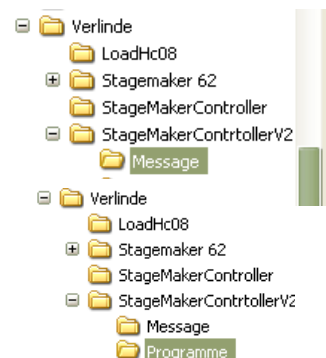 Verlinde
LoadHc08
Stagemaker 62
StageMakerController
StageMakerContrtollerV2
Message
Verlinde
LoadHc08
Stagemaker 62
StageMakerController
StageMakerContrtollerV2
Message
Programme